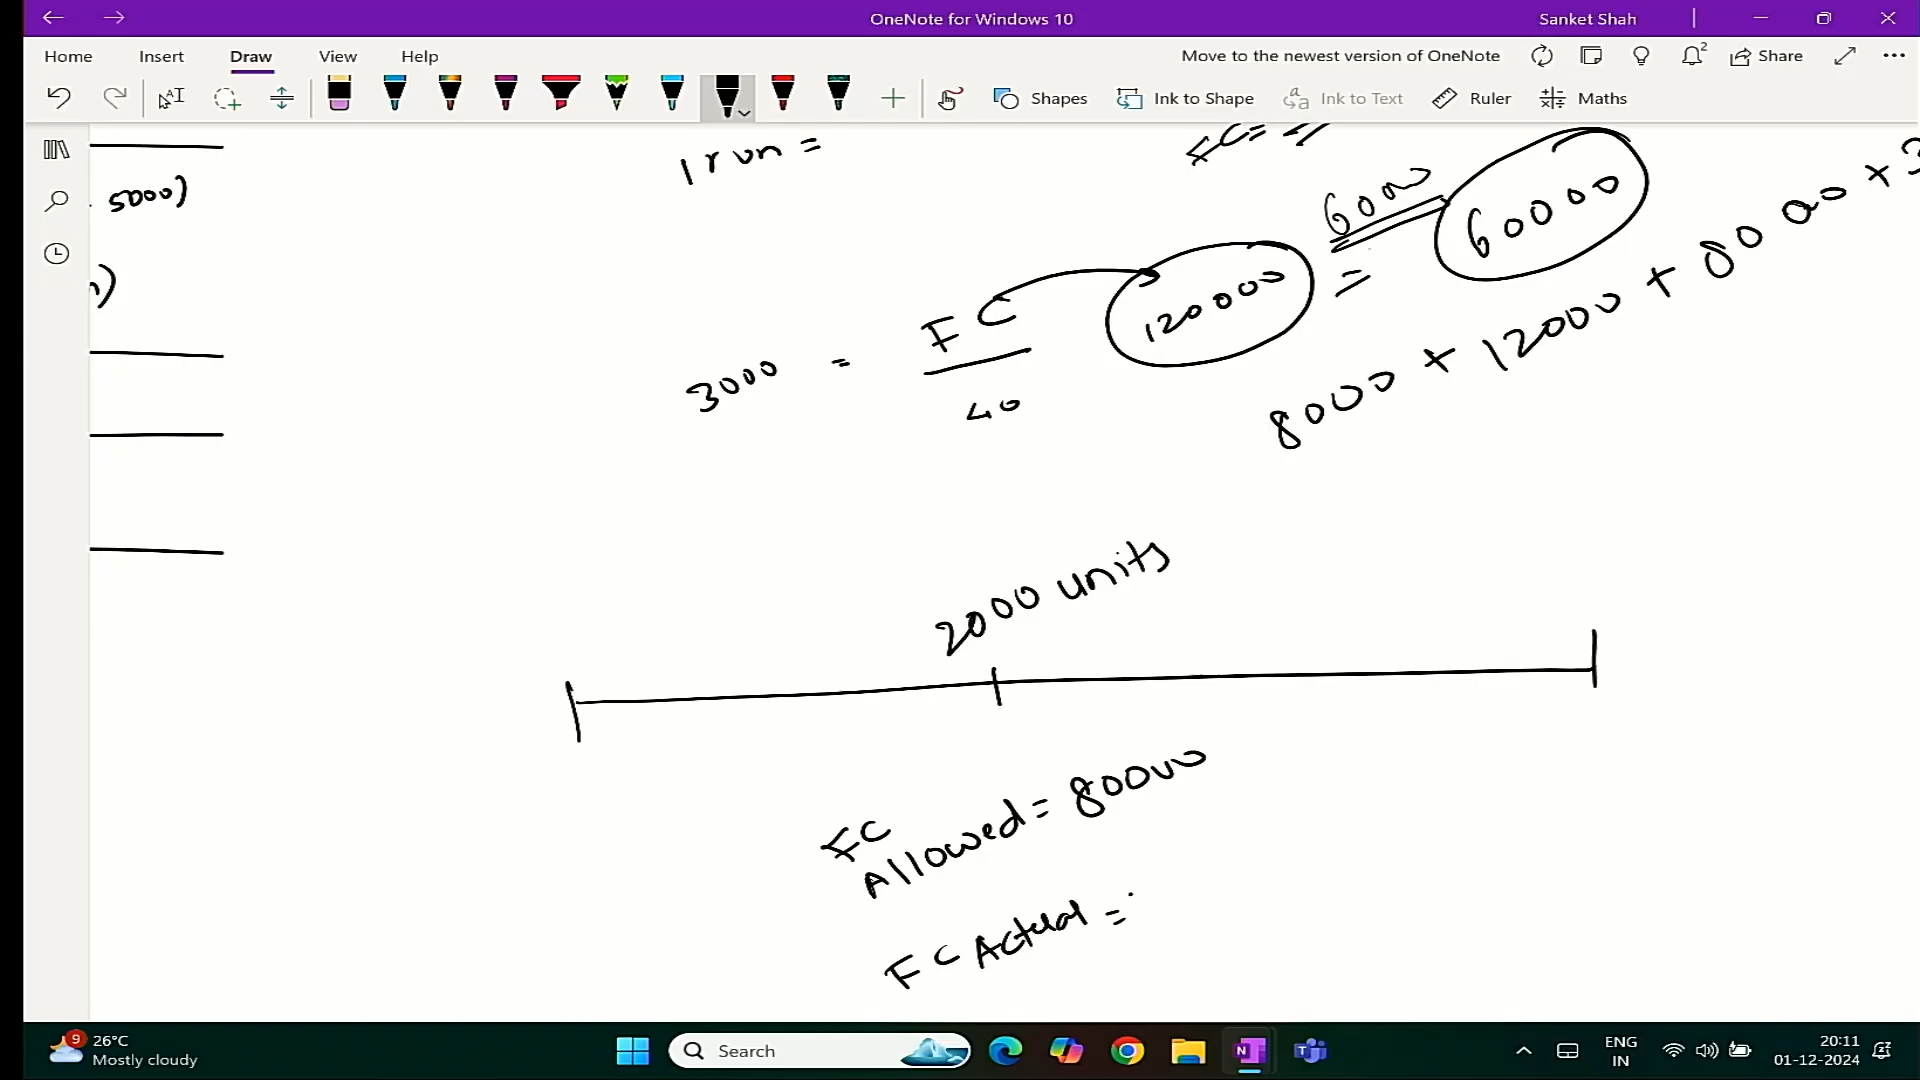 OneNote for Windows 10
Sanket Shah
Home Insert Draw View Help
Move to the newest version of OneNote
2
Share
Shapes
Ink to Shape
Ink to Text
Ruler
Maths
1 run =
FC=
5000)
6000
60000
120000 =
3000 = FC
40
8000 + 12000 + 8000 + 3
2000 units
FC
Allowed = 80000
FC Actual =
9
26°C
Mostly cloudy
Search
ENG
IN
20:11
01-12-2024